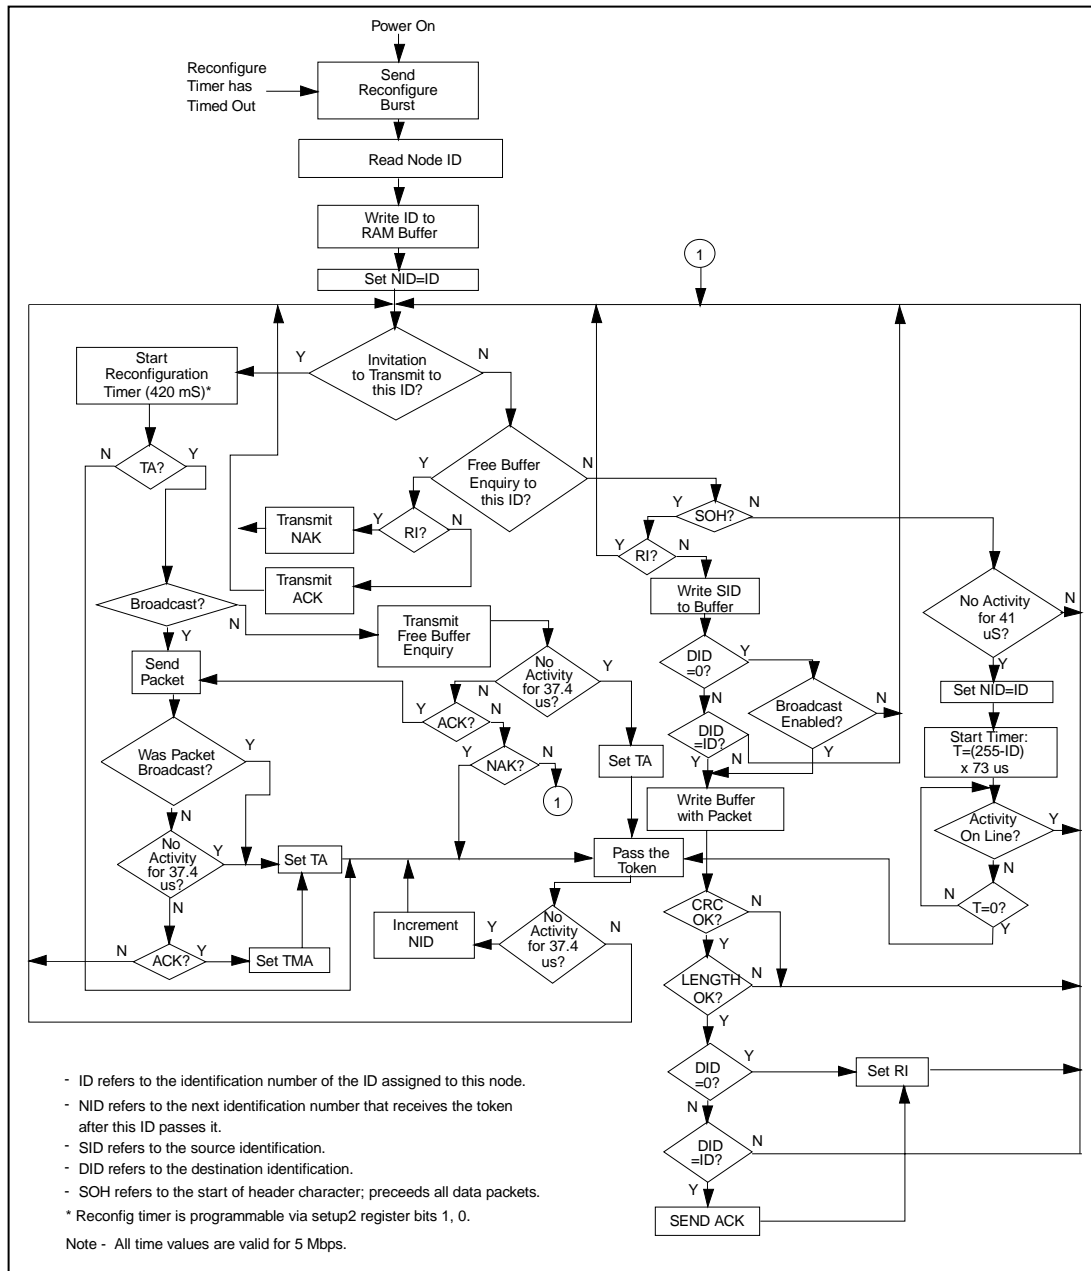 Power On
Reconfigure
Timer has
Timed Out
Send
Reconfigure
Burst
Read Node ID
Write ID to
RAM Buffer
1
Set NID=ID
Start
Reconfiguration
Timer (420 mS)*
Y
Invitation
to Transmit to
this ID?
N
N
TA?
Y
Y
Free Buffer
Enquiry to
this ID?
N
Transmit
NAK
Y
RI?
N
Y
SOH?
N
Y
RI?
N
Transmit
ACK
Write SID
to Buffer
No Activity
for 41
uS?
N
Y
Broadcast?
N
Y
Transmit
Free Buffer
Enquiry
Send
Packet
No
Activity
for 37.4
us?
N
Y
DID
=0?
Y
N
Set NID=ID
Broadcast
Enabled?
N
Y
Y
ACK?
N
DID
=ID?
N
Y
Start Timer:
T=(255-ID)
x 73 us
Was Packet
Broadcast?
Y
N
Y
NAK?
N
1
Set TA
Write Buffer
with Packet
Activity
On Line?
Y
N
No
Activity
for 37.4
us?
Y
N
Set TA
Pass the
Token
N
T=0?
Y
CRC
OK?
N
Y
Increment
NID
Y
No
Activity
for 37.4
us?
N
N
ACK?
Y
Set TMA
LENGTH
OK?
N
Y
DID
=0?
Y
N
Set RI
DID
=ID?
N
Y
SEND ACK
- ID refers to the identification number of the ID assigned to this node.
- NID refers to the next identification number that receives the token
after this ID passes it.
- SID refers to the source identification.
- DID refers to the destination identification.
- SOH refers to the start of header character; preceeds all data packets.
* Reconfig timer is programmable via setup2 register bits 1, 0.
Note - All time values are valid for 5 Mbps.